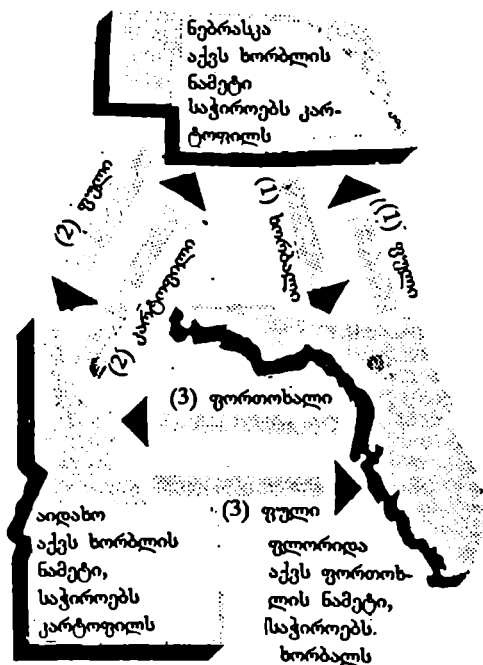 ნებრასკა
აქვს ხორბლის
ნამეტი
საჭიროებს კარ-
ტოფილს
(2) ფული
(2) კარტოფილი
(1) ხორბალი
(1) ფული
(3) ფორთოხალი
(3) ფული
აიდახო
აქვს ხორბლის
ნამეტი,
საჭიროებს
კარტოფილს
ფლორიდა
აქვს ფორთოხ-
ლის ნამეტი,
საჭიროებს.
ხორბალს